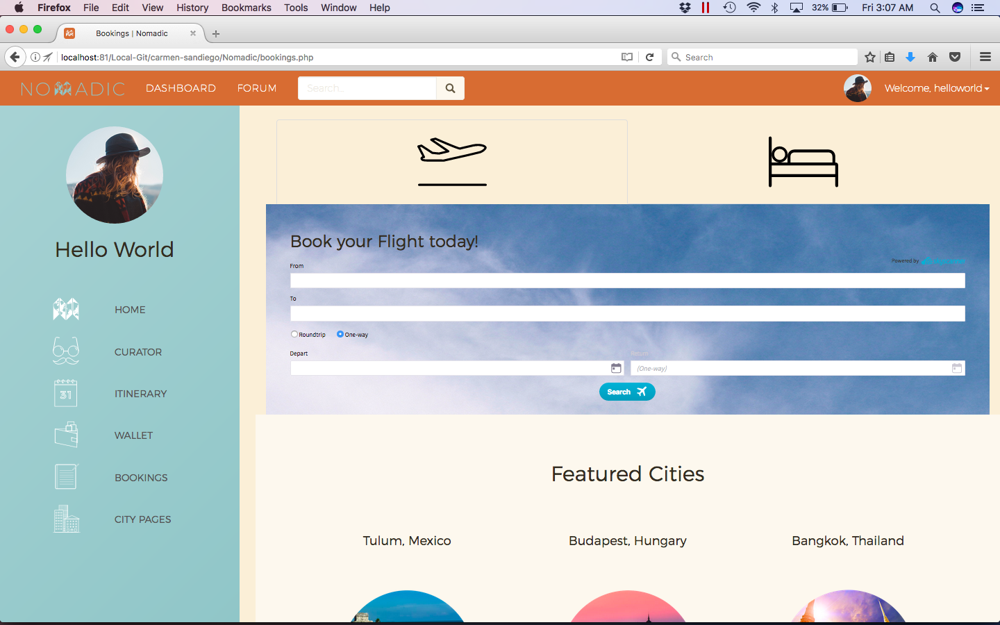 Firefox File Edit View History Bookmarks Tools Window Help 32% Fri 3:07 AM
Bookings | Nomadic
localhost:81/Local-Git/carmen-sandiego/Nomadic/bookings.php Search
NOMADIC DASHBOARD FORUM Search... Welcome, helloworld
Hello World
HOME
CURATOR
31 ITINERARY
WALLET
BOOKINGS
CITY PAGES
Book your Flight today!
Powered by
From
To
Roundtrip One-way
Depart Return
(One-way)
Search
Featured Cities
Tulum, Mexico Budapest, Hungary Bangkok, Thailand